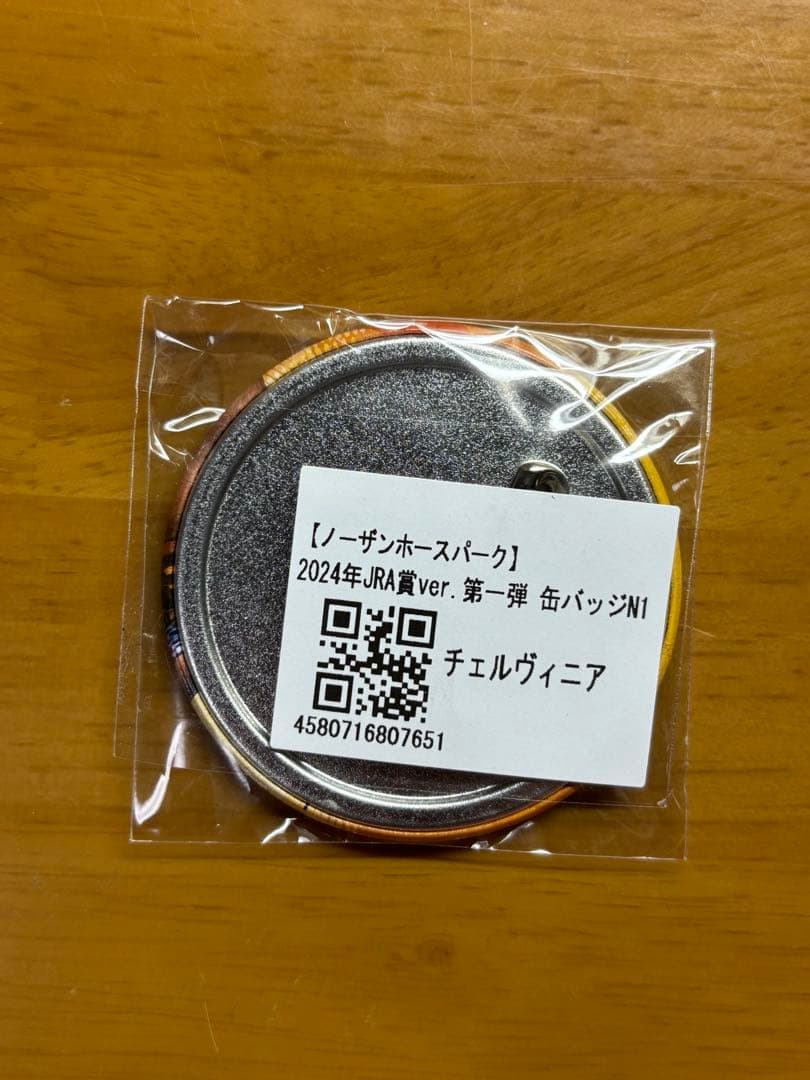 【ノーザンホースパーク】
2024年JRA賞ver.第一弾 缶バッジN1
チェルヴィニア
4580716807651